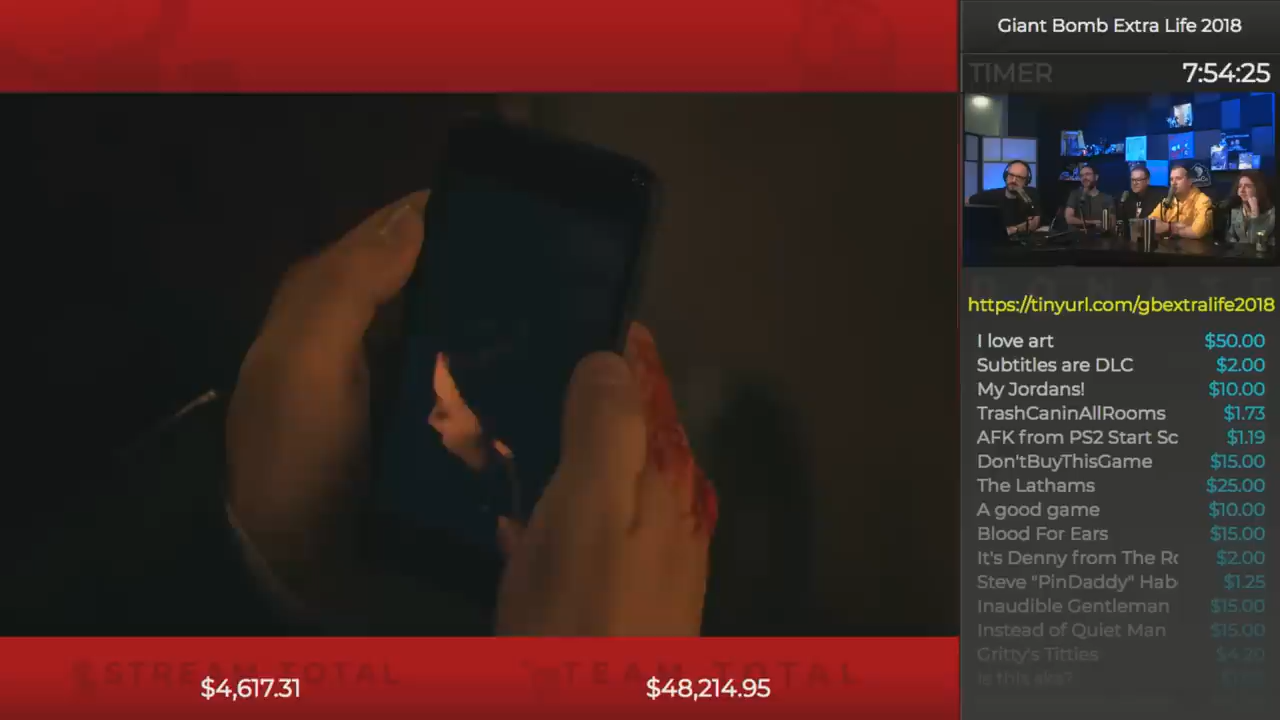 Giant Bomb Extra Life 2018
TIMER 7:54:25
https://tinyurl.com/gbextralife2018
I love art $50.00
Subtitles are DLC $2.00
My Jordans! $10.00
TrashCaninAllRooms $1.73
AFK from PS2 Start Sc $1.19
Don'tBuyThisGame $15.00
The Lathams $25.00
A good game $10.00
Blood For Ears $15.00
It's Denny from The Ro $2.00
Steve "PinDaddy" Hab $1.25
Inaudible Gentleman $15.00
Instead of Quiet Man $15.00
Gritty's Titties $4.20
STREAM TOTAL TEAM TOTAL
$4,617.31 $48,214.95